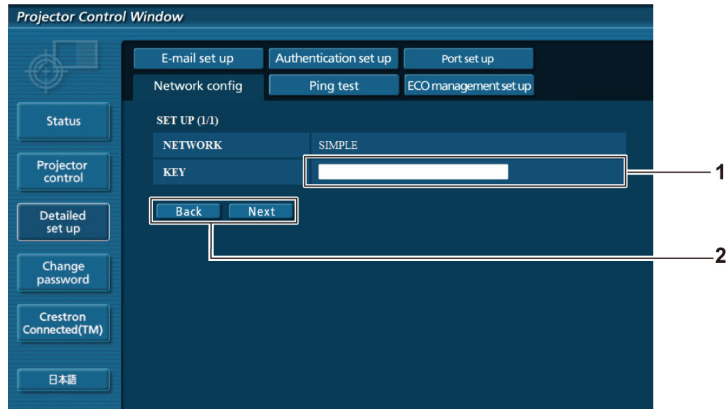 Projector Control Window
E-mail set up
Authentication set up
Port set up
Network config
Ping test
ECO management set up
Status
Projector
control
Detailed
set up
Change
password
Crestron
Connected(TM)
日本語
SET UP (1/1)
NETWORK SIMPLE
KEY
1
Back Next
2